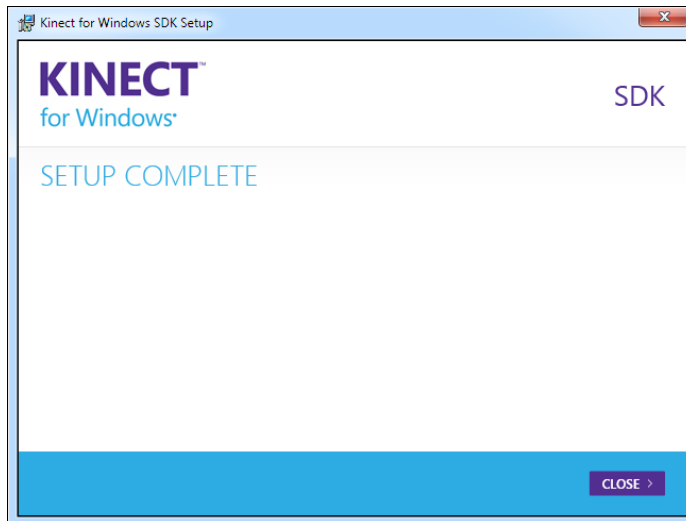 Kinect for Windows SDK Setup
KINECT™
for Windows
SDK
SETUP COMPLETE
CLOSE >